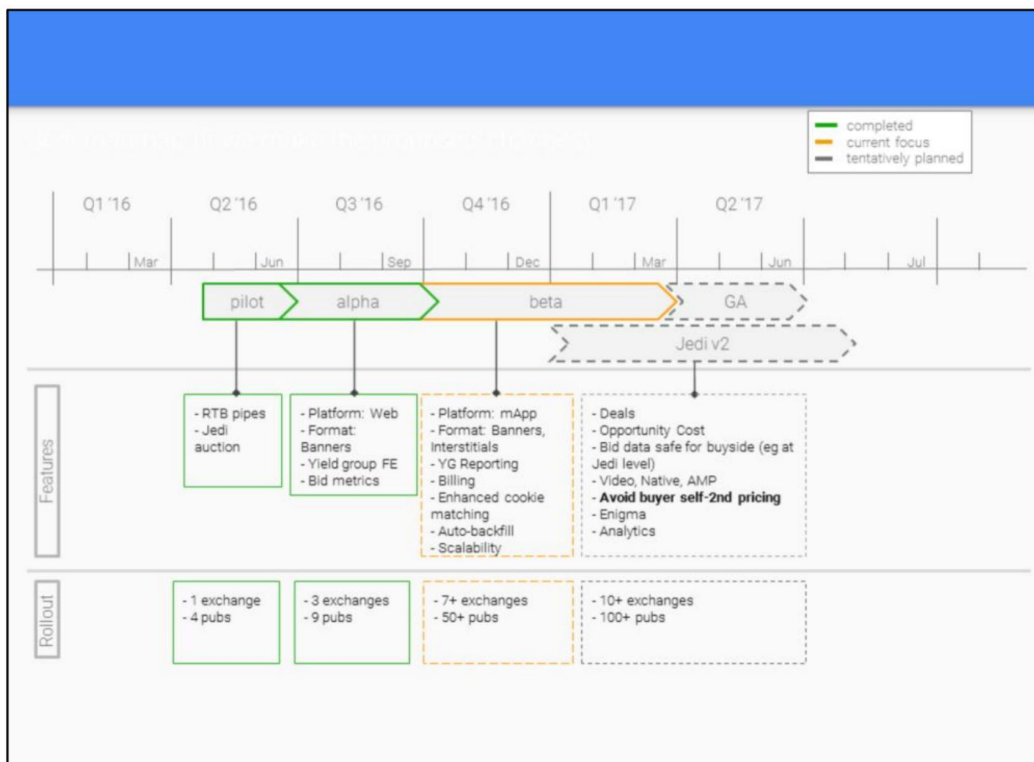 completed
current focus
tentatively planned
Q1 '16
Q2 '16
Q3 '16
Q4 '16
Q1 '17
Q2 '17
Mar
Jun
Sep
Dec
Mar
Jun
Jul
pilot
alpha
beta
GA
Jedi v2
Features
- RTB pipes
- Jedi
auction
- Platform: Web
- Format:
Banners
- Yield group FE
- Bid metrics
- Platform: mApp
- Format: Banners,
Interstitials
- YG Reporting
- Billing
- Enhanced cookie
matching
- Auto-backfill
- Scalability
- Deals
- Opportunity Cost
- Bid data safe for buyside (eg at
Jedi level)
- Video, Native, AMP
- Avoid buyer self-2nd pricing
- Enigma
- Analytics
Rollout
- 1 exchange
- 4 pubs
- 3 exchanges
- 9 pubs
- 7+ exchanges
- 50+ pubs
- 10+ exchanges
- 100+ pubs